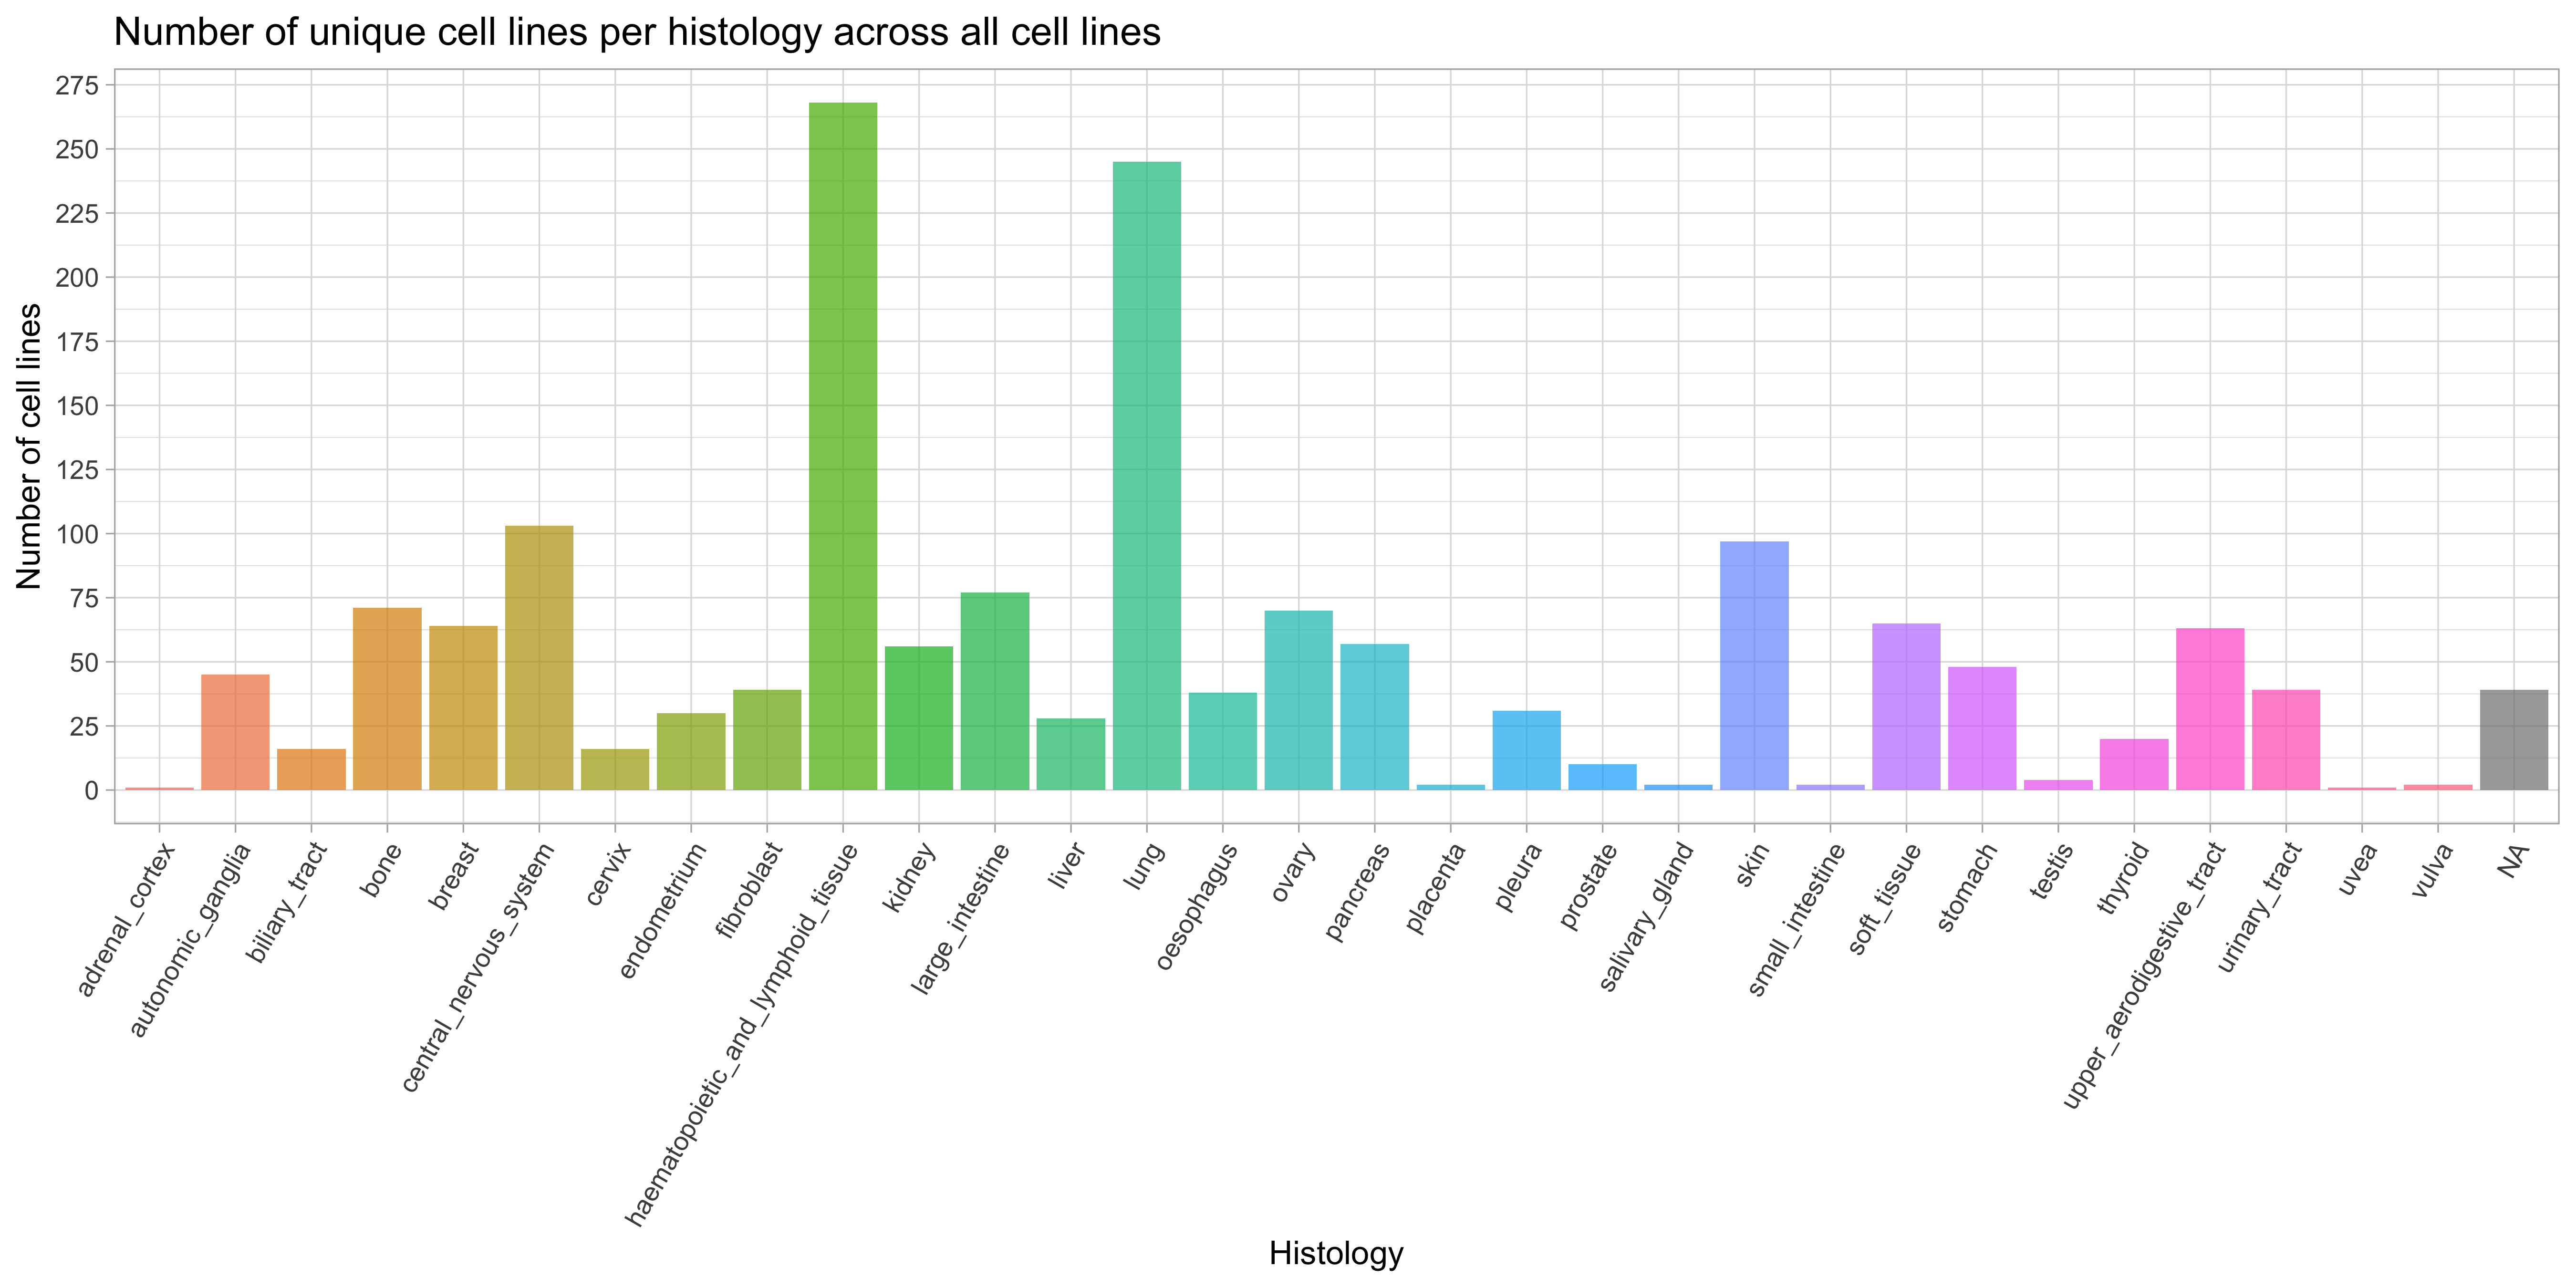 Number of unique cell lines per histology across all cell lines
Number of cell lines
275
250
225
200
175
150
125
100
75
50
25
0
adrenal_cortex
autonomic_ganglia
biliary_tract
bone
breast
central_nervous_system
cervix
endometrium
fibroblast
haematopoietic_and_lymphoid_tissue
kidney
large_intestine
liver
lung
oesophagus
ovary
pancreas
placenta
pleura
prostate
salivary_gland
skin
small_intestine
soft_tissue
stomach
testis
thyroid
upper_aerodigestive_tract
urinary_tract
uvea
vulva
NA
Histology